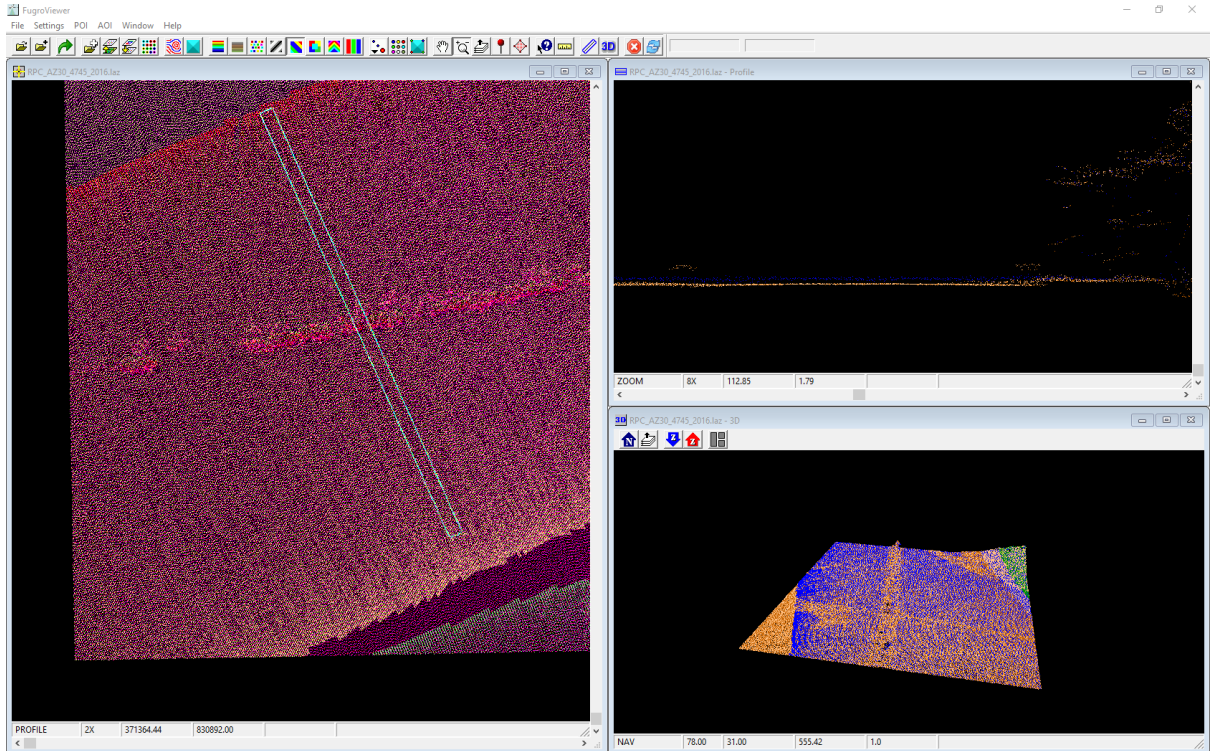 FugroViewer
File Settings POI AOI Window Help
3D
RPC_AZ30_4745_2016.laz
PROFILE 2X 371364.44 830892.00
RPC_AZ30_4745_2016.laz - Profile
ZOOM 8X 112.85 1.79
3D RPC_AZ30_4745_2016.laz - 3D
N Z Z
NAV 78.00 31.00 555.42 1.0